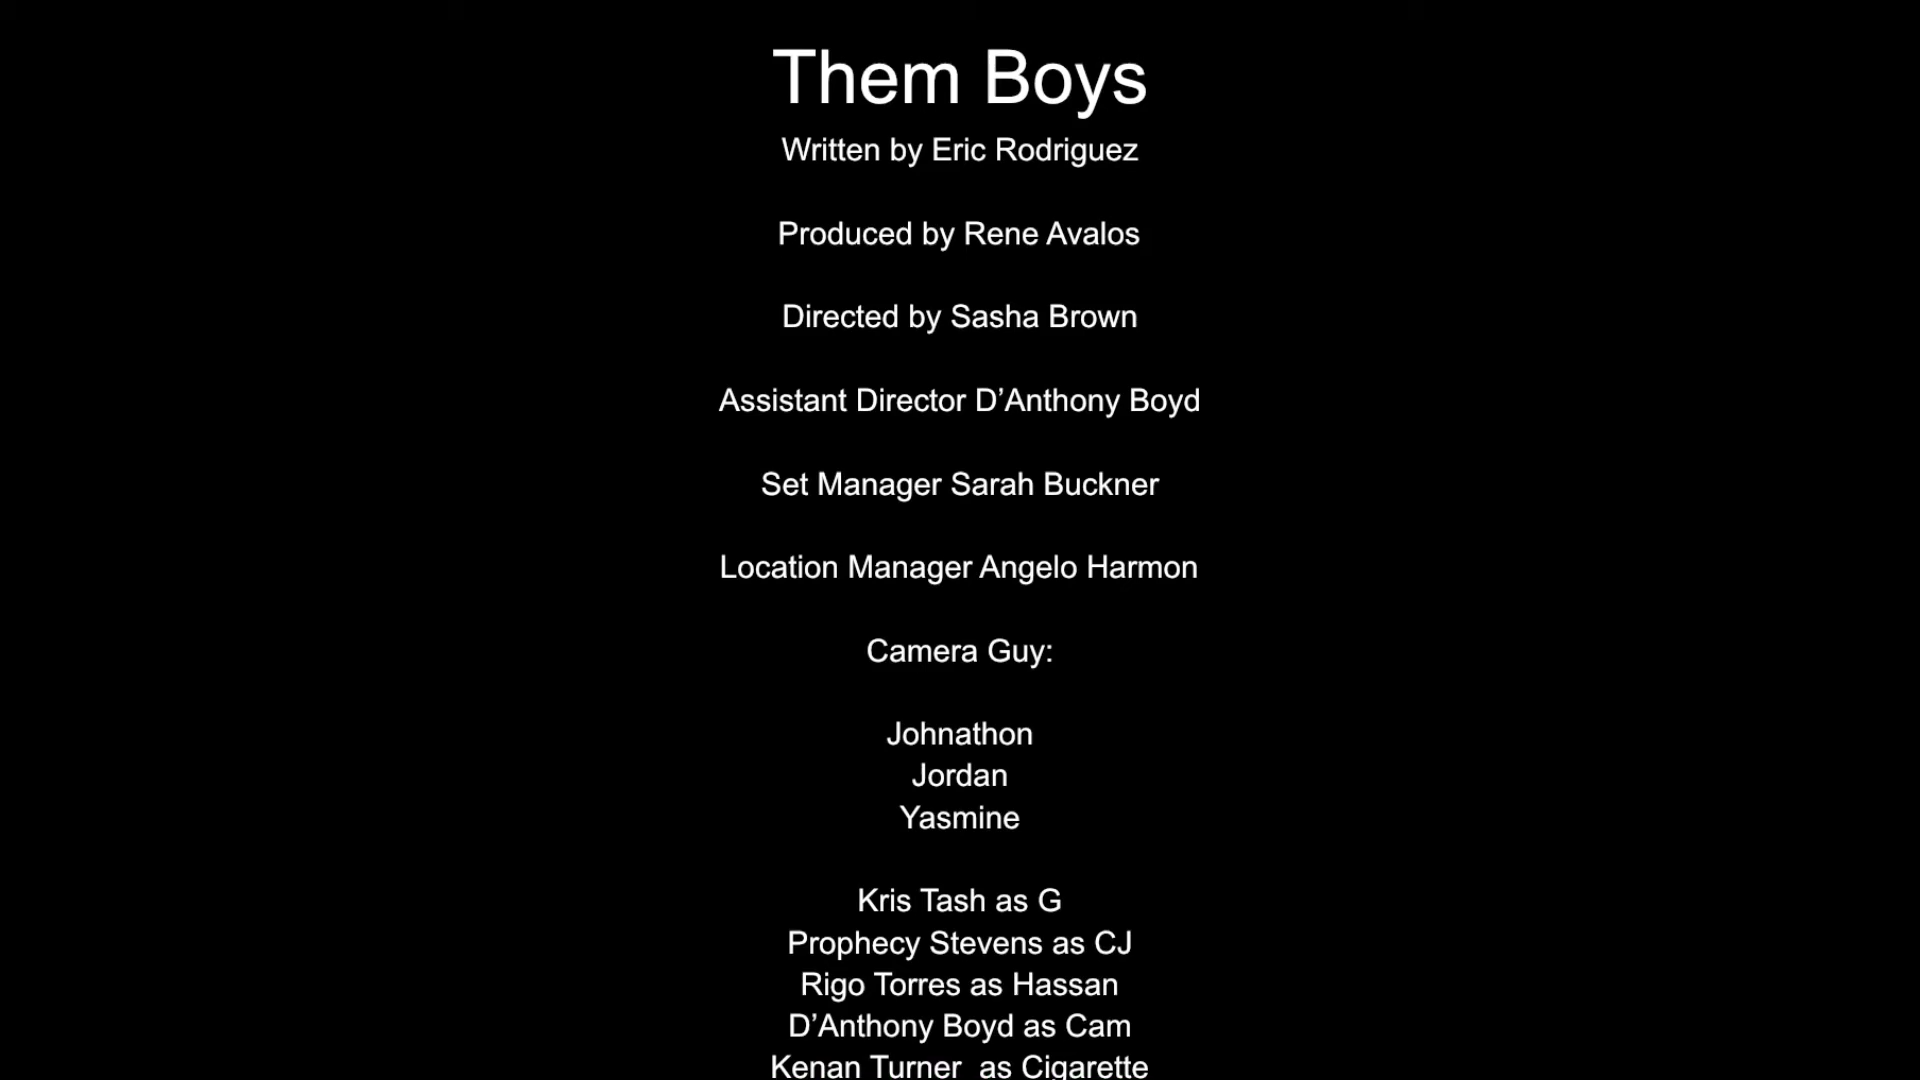 Them Boys
Written by Eric Rodriguez
Produced by Rene Avalos
Directed by Sasha Brown
Assistant Director D’Anthony Boyd
Set Manager Sarah Buckner
Location Manager Angelo Harmon
Camera Guy:
Johnathon
Jordan
Yasmine
Kris Tash as G
Prophecy Stevens as CJ
Rigo Torres as Hassan
D’Anthony Boyd as Cam
Kenan Turner  as Cigarette